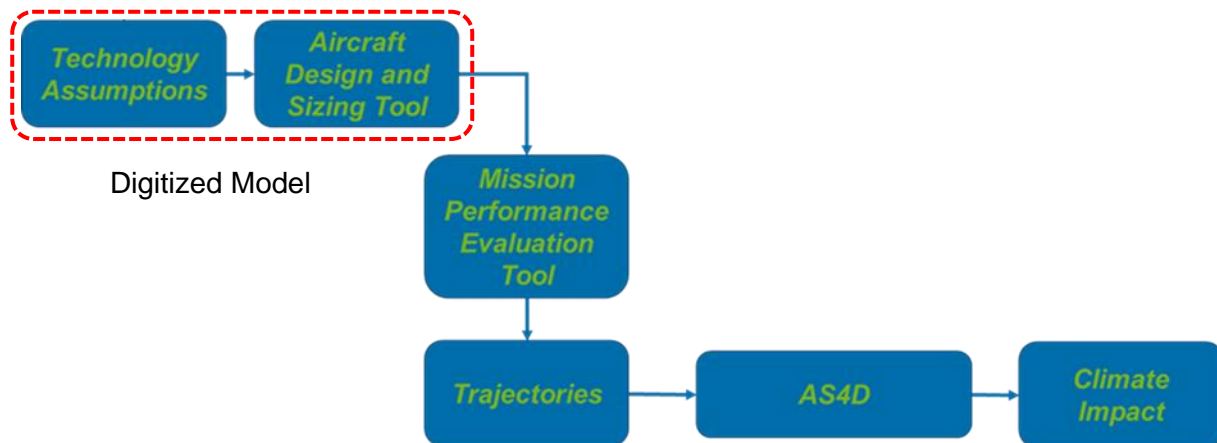 Technology
Assumptions
Aircraft
Design and
Sizing Tool
Digitized Model
Mission
Performance
Evaluation
Tool
Trajectories
AS4D
Climate
Impact